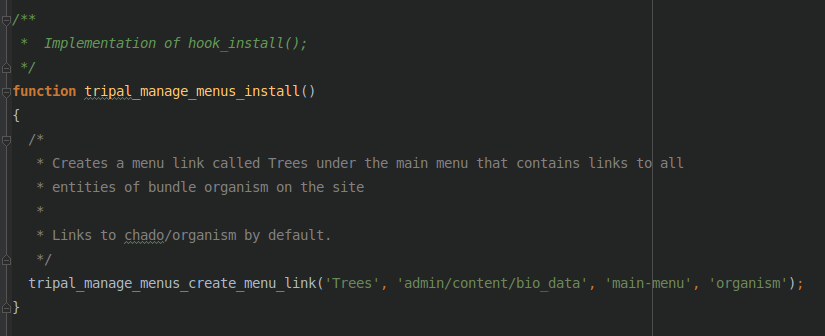 /**
 *  Implementation of hook_install();
 */
function tripal_manage_menus_install()
{
  /*
   * Creates a menu link called Trees under the main menu that contains links to all
   * entities of bundle organism on the site
   *
   * Links to chado/organism by default.
   */
  tripal_manage_menus_create_menu_link('Trees', 'admin/content/bio_data', 'main-menu', 'organism');
}